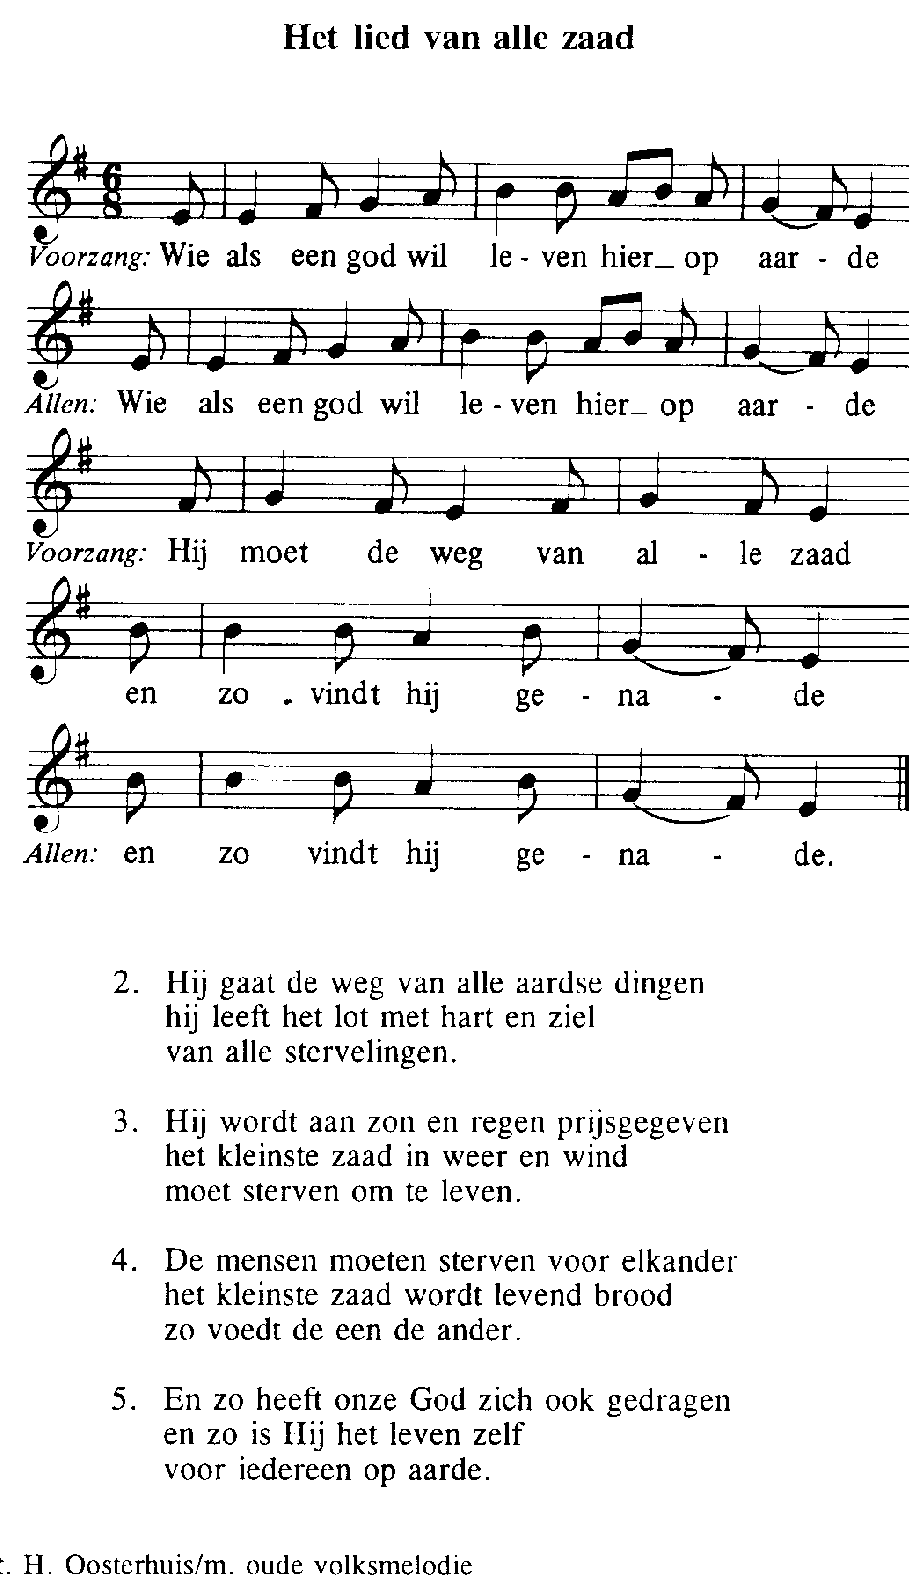 Het lied van alle zaad
6
8
Voorzang: Wie als een god wil le - ven hier_ op aar - de
Allen: Wie als een god wil le - ven hier_ op aar - de
Voorzang: Hij moet de weg van al - le zaad
en zo . vindt hij ge - na - de
Allen: en zo vindt hij ge - na - de.
2. Hij gaat de weg van alle aardse dingen
hij leeft het lot met hart en ziel
van alle stervelingen.
3. Hij wordt aan zon en regen prijsgegeven
het kleinste zaad in weer en wind
moet sterven om te leven.
4. De mensen moeten sterven voor elkander
het kleinste zaad wordt levend brood
zo voedt de een de ander.
5. En zo heeft onze God zich ook gedragen
en zo is Hij het leven zelf
voor iedereen op aarde.
t. H. Oosterhuis/m. oude volksmelodie